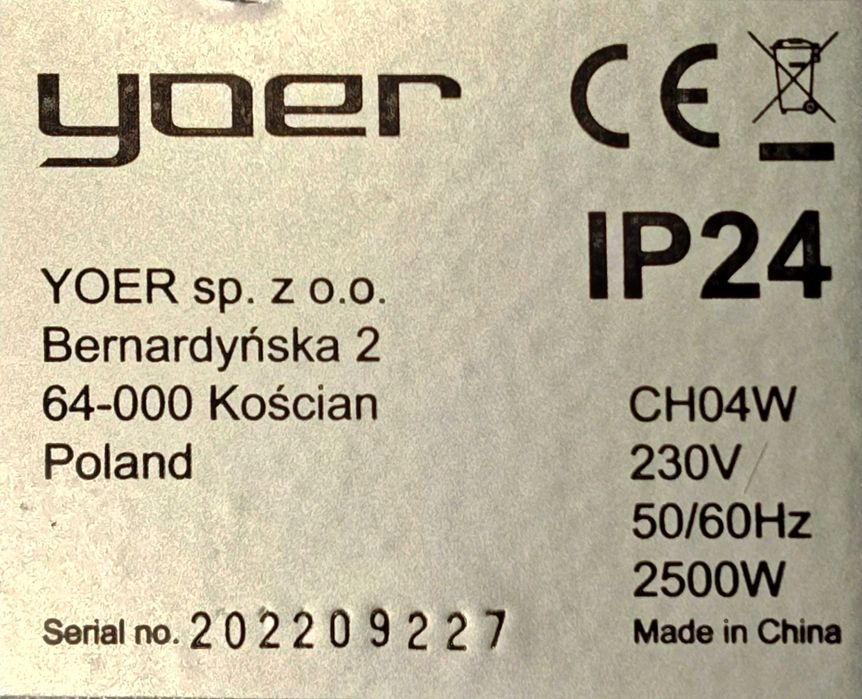 yoer
CE
IP24
YOER sp. z o.o.
Bernardyńska 2
64-000 Kościan
Poland
CH04W
230V
50/60Hz
2500W
Serial no. 202209227
Made in China